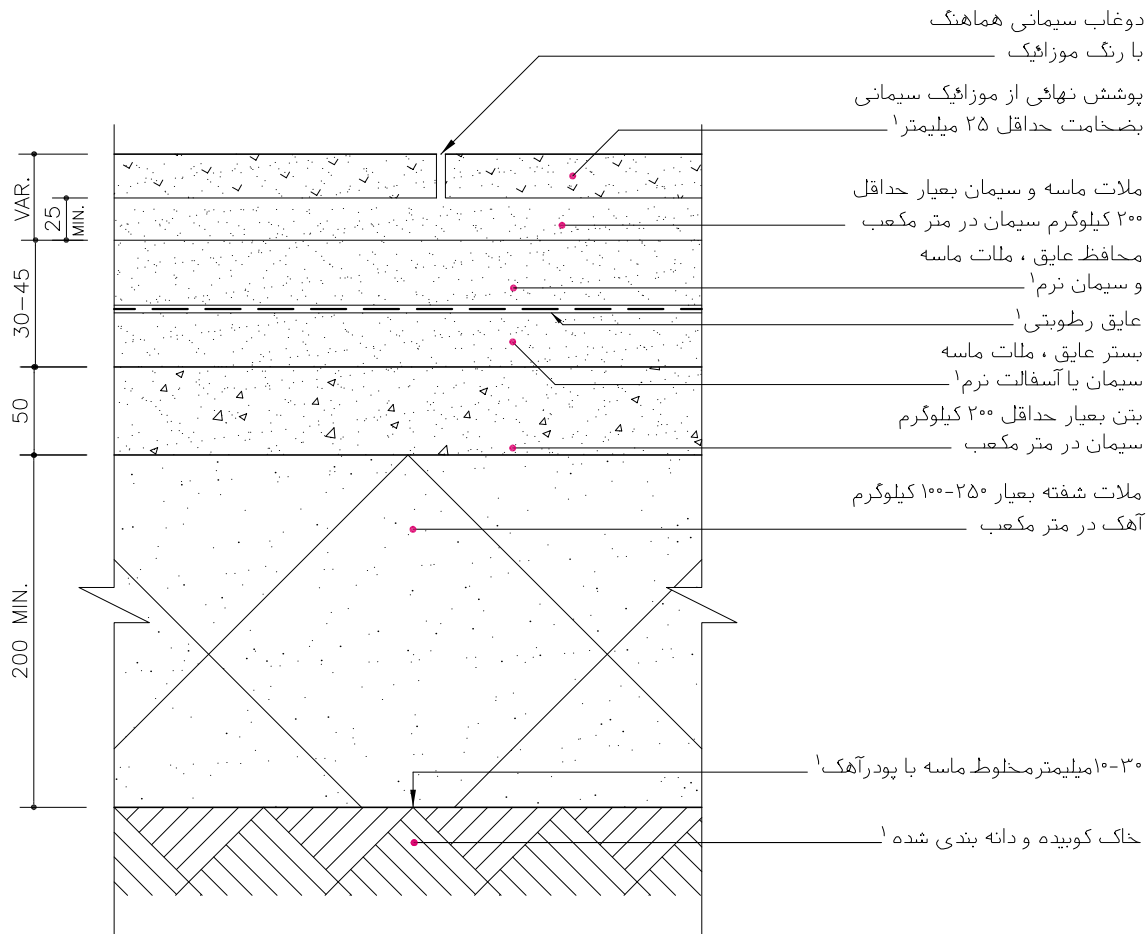 دوغاب سیمانی هماهنگ
با رنگ موزائیک
پوشش نهائی از موزائیک سیمانی
بضخامت حداقل ۲۵ میلیمتر۱
ملات ماسه و سیمان بعیار حداقل
۲۰۰ کیلوگرم سیمان در متر مکعب
محافظ عایق ، ملات ماسه
و سیمان نرم۱
عایق رطوبتی۱
بستر عایق ، ملات ماسه
سیمان یا آسفالت نرم۱
بتن بعیار حداقل ۲۰۰ کیلوگرم
سیمان در متر مکعب
ملات شفته بعیار ۲۵۰-۱۰۰ کیلوگرم
آهک در متر مکعب
۳۰-۱۰میلیمتر مخلوط ماسه با پودرآهک۱
خاک کوبیده و دانه بندی شده ۱
VAR.
25
MIN.
30-45
50
200 MIN.